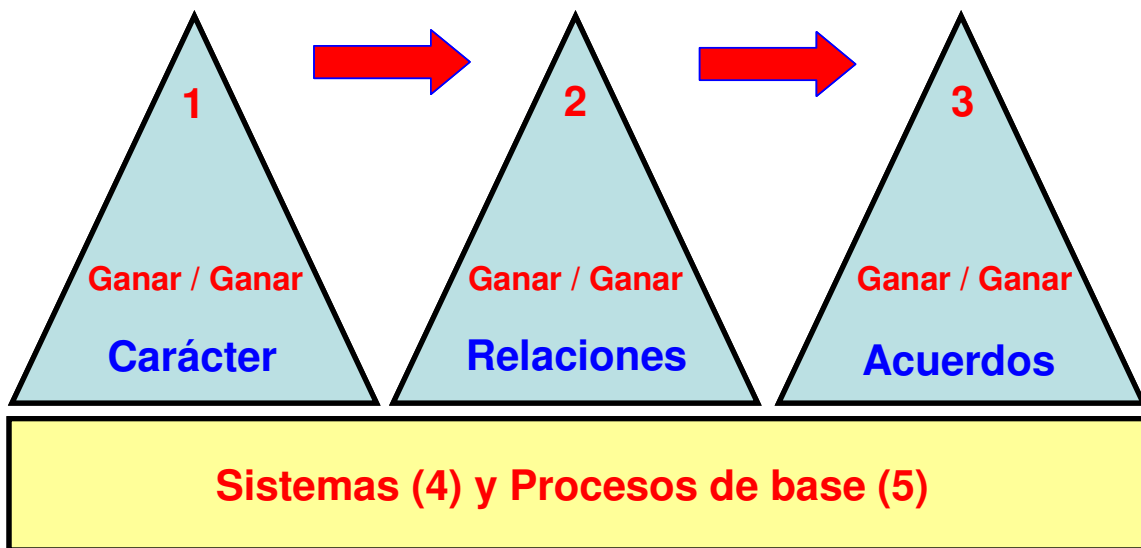 1
2
3
Ganar / Ganar
Ganar / Ganar
Ganar / Ganar
Carácter
Relaciones
Acuerdos
Sistemas (4) y Procesos de base (5)